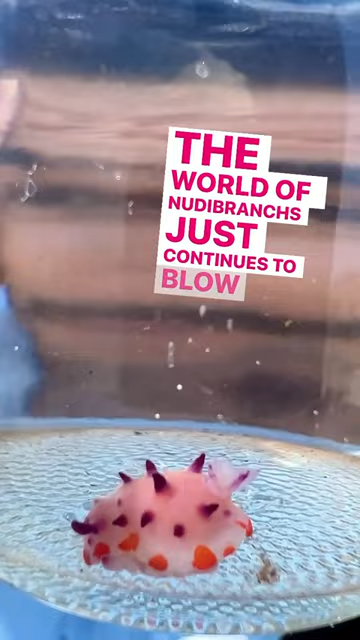 THE
WORLD OF
NUDIBRANCHS
JUST
CONTINUES TO
BLOW